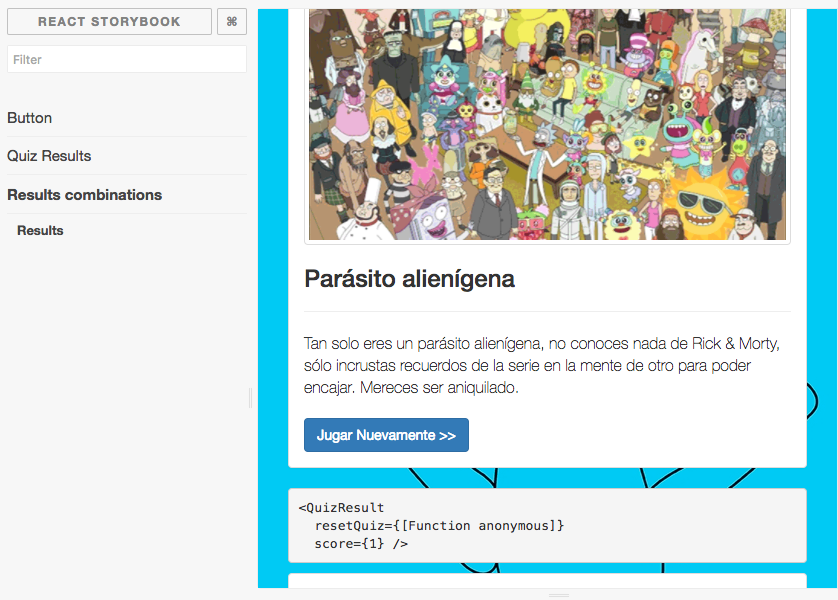 REACT STORYBOOK
⌘
Filter
Button
Quiz Results
Results combinations
Results
Parásito alienígena
Tan solo eres un parásito alienígena, no conoces nada de Rick & Morty,
sólo incrustas recuerdos de la serie en la mente de otro para poder
encajar. Mereces ser aniquilado.
Jugar Nuevamente >>
<QuizResult
resetQuiz={[Function anonymous]}
score={1} />